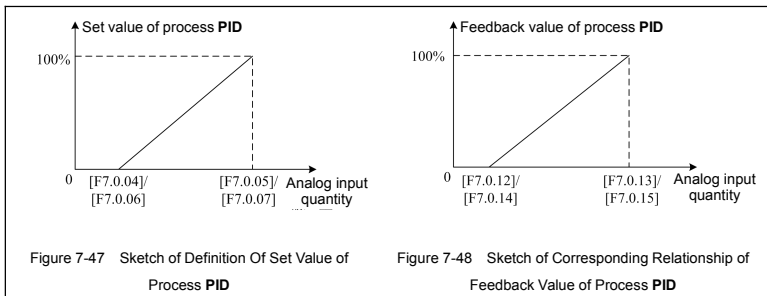 Set value of process PID
100%
0
[F7.0.04]/
[F7.0.06]
[F7.0.05]/
[F7.0.07]
Analog input
quantity
Figure 7-47 Sketch of Definition Of Set Value of
Process PID
Feedback value of process PID
100%
0
[F7.0.12]/
[F7.0.14]
[F7.0.13]/
[F7.0.15]
Analog input
quantity
Figure 7-48 Sketch of Corresponding Relationship of
Feedback Value of Process PID